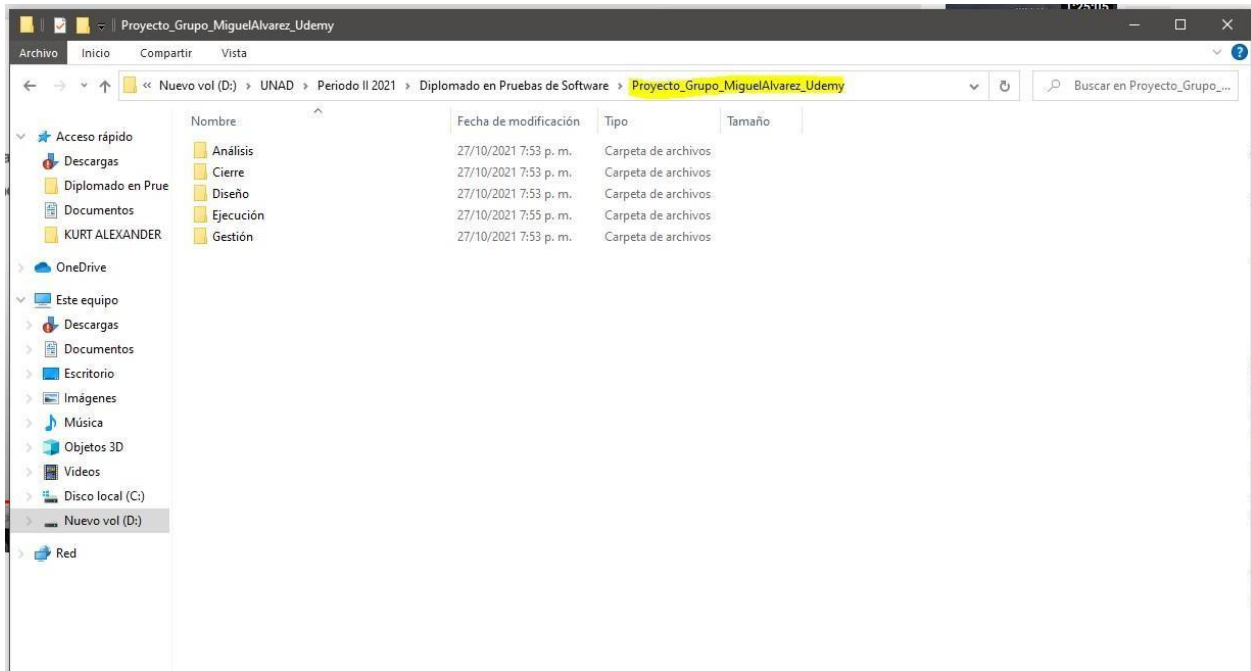 1:25:05
Proyecto_Grupo_MiguelAlvarez_Udemy
Archivo Inicio Compartir Vista
« Nuevo vol (D:) › UNAD › Periodo II 2021 › Diplomado en Pruebas de Software › Proyecto_Grupo_MiguelAlvarez_Udemy
Buscar en Proyecto_Grupo_...
Acceso rápido
Descargas
Diplomado en Prue
Documentos
KURT ALEXANDER
OneDrive
Este equipo
Descargas
Documentos
Escritorio
Imágenes
Música
Objetos 3D
Videos
Disco local (C:)
Nuevo vol (D:)
Red
Nombre Fecha de modificación Tipo Tamaño
Análisis 27/10/2021 7:53 p. m. Carpeta de archivos
Cierre 27/10/2021 7:53 p. m. Carpeta de archivos
Diseño 27/10/2021 7:53 p. m. Carpeta de archivos
Ejecución 27/10/2021 7:55 p. m. Carpeta de archivos
Gestión 27/10/2021 7:53 p. m. Carpeta de archivos